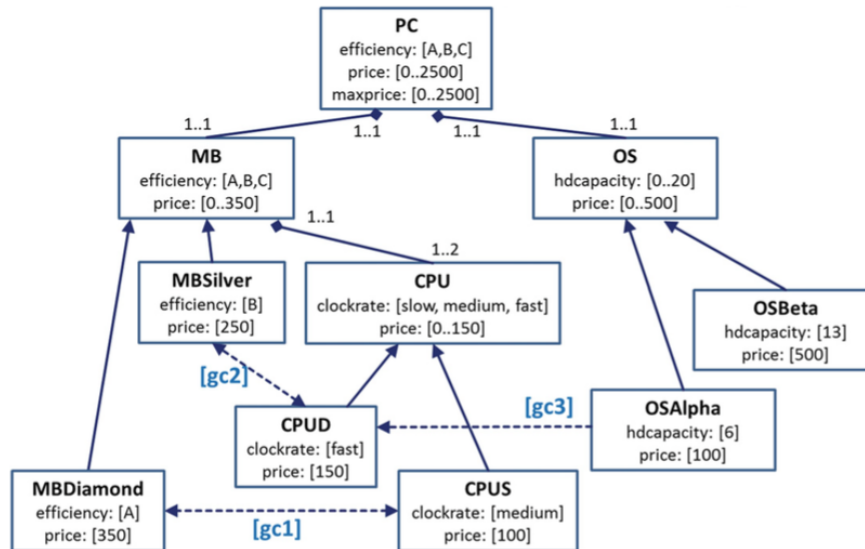 PC
efficiency: [A,B,C]
price: [0..2500]
maxprice: [0..2500]
1..1
1..1
1..1
1..1
MB
efficiency: [A,B,C]
price: [0..350]
OS
hdcapacity: [0..20]
price: [0..500]
1..1
1..2
MBSilver
efficiency: [B]
price: [250]
CPU
clockrate: [slow, medium, fast]
price: [0..150]
OSBeta
hdcapacity: [13]
price: [500]
[gc2]
[gc3]
CPUD
clockrate: [fast]
price: [150]
OSAlpha
hdcapacity: [6]
price: [100]
MBDiamond
efficiency: [A]
price: [350]
[gc1]
CPUS
clockrate: [medium]
price: [100]